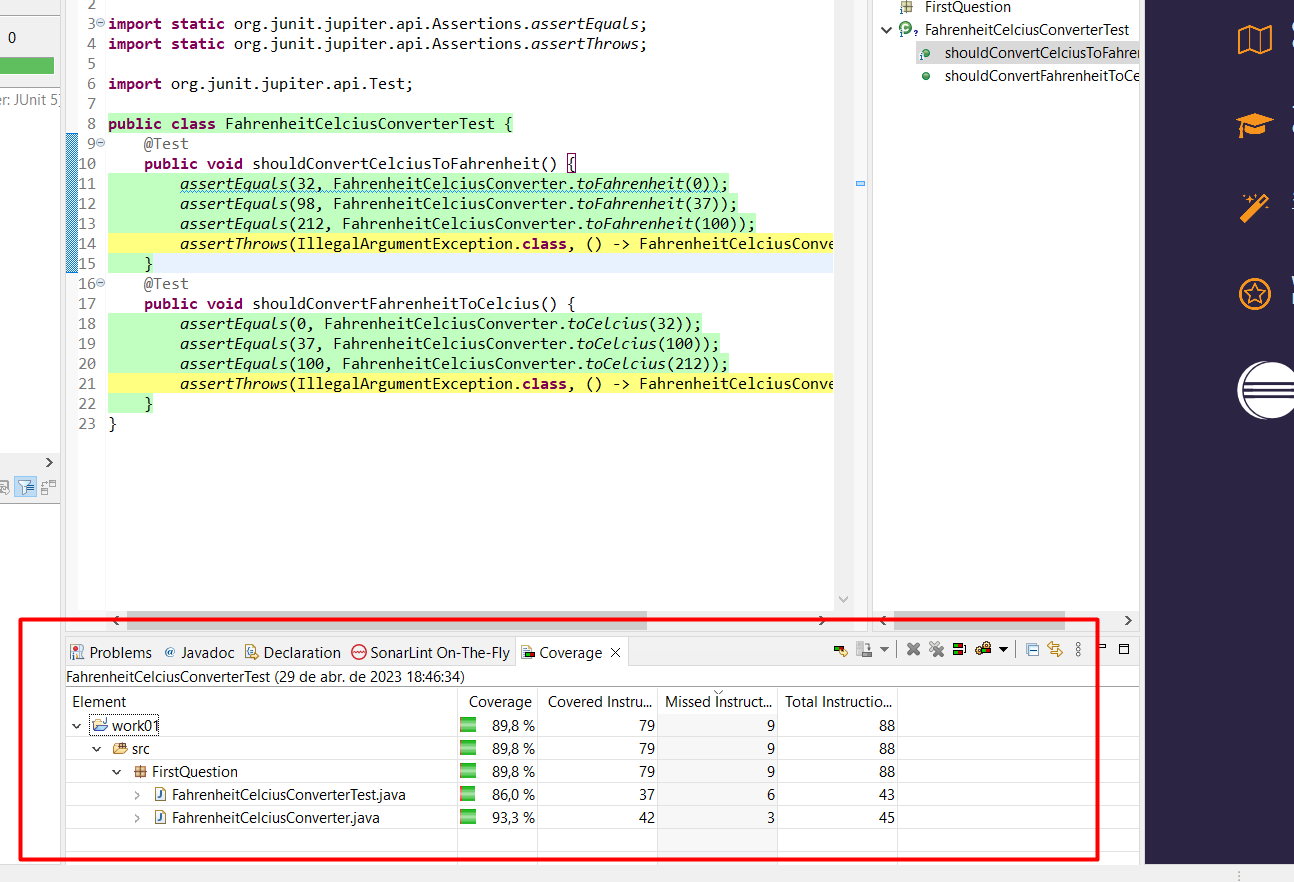 0
er: JUnit 5]
2
3 import static org.junit.jupiter.api.Assertions.assertEquals;
4 import static org.junit.jupiter.api.Assertions.assertThrows;
5
6 import org.junit.jupiter.api.Test;
7
8 public class FahrenheitCelciusConverterTest {
9 @Test
10 public void shouldConvertCelciusToFahrenheit() {
11 assertEquals(32, FahrenheitCelciusConverter.toFahrenheit(0));
12 assertEquals(98, FahrenheitCelciusConverter.toFahrenheit(37));
13 assertEquals(212, FahrenheitCelciusConverter.toFahrenheit(100));
14 assertThrows(IllegalArgumentException.class, () -> FahrenheitCelciusConve
15 }
16 @Test
17 public void shouldConvertFahrenheitToCelcius() {
18 assertEquals(0, FahrenheitCelciusConverter.toCelcius(32));
19 assertEquals(37, FahrenheitCelciusConverter.toCelcius(100));
20 assertEquals(100, FahrenheitCelciusConverter.toCelcius(212));
21 assertThrows(IllegalArgumentException.class, () -> FahrenheitCelciusConve
22 }
23 }
FirstQuestion
FahrenheitCelciusConverterTest
shouldConvertCelciusToFahrer
shouldConvertFahrenheitToCe
Problems @ Javadoc Declaration SonarLint On-The-Fly Coverage
FahrenheitCelciusConverterTest (29 de abr. de 2023 18:46:34)
Element Coverage Covered Instru... Missed Instruct... Total Instructio...
work01 89,8 % 79 9 88
src 89,8 % 79 9 88
FirstQuestion 89,8 % 79 9 88
FahrenheitCelciusConverterTest.java 86,0 % 37 6 43
FahrenheitCelciusConverter.java 93,3 % 42 3 45